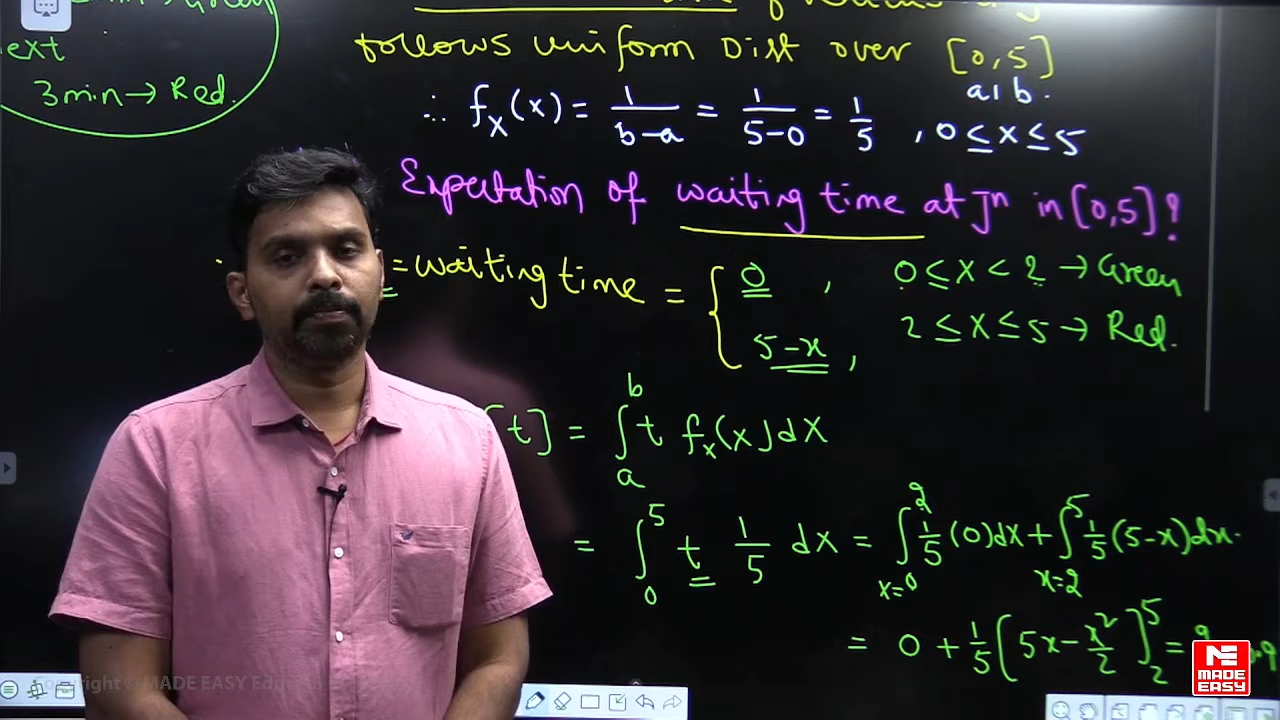 ext
3min → Red.
follows uniform Dist over [0,5]
a, b.
∴ fx(x) = 1/(b-a) = 1/(5-0) = 1/5 , 0 ≤ x ≤ 5
Expectation of waiting time at Jn in [0,5]?
= waiting time = { 0 , 0 ≤ x < 2 → Green
5-x , 2 ≤ x ≤ 5 → Red.
[t] = ∫ₐᵇ t fx(x) dx
= ∫₀⁵ t 1/5 dx = ∫ₓ₌₀² 1/5 (0) dx + ∫ₓ₌₂⁵ 1/5 (5-x) dx.
= 0 + 1/5 [5x - x²/2]₂⁵ =
MADE EASY
Copyright © MADE EASY